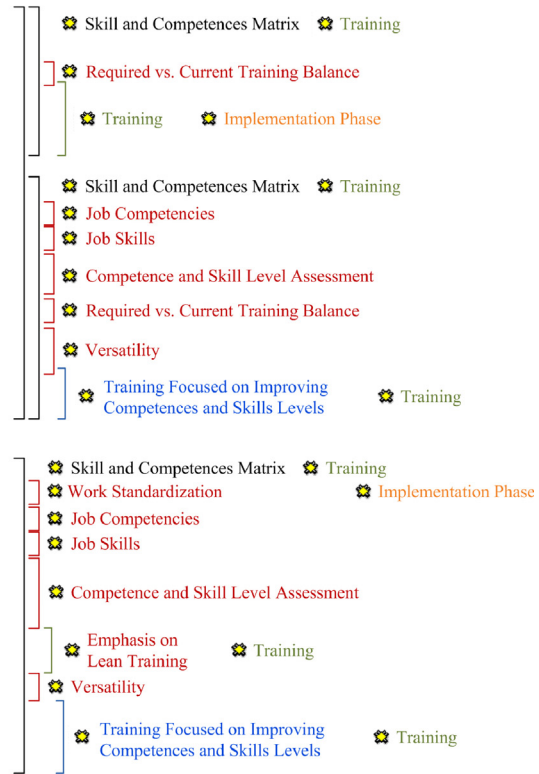 Skill and Competences Matrix Training
Required vs. Current Training Balance
Training Implementation Phase
Skill and Competences Matrix Training
Job Competencies
Job Skills
Competence and Skill Level Assessment
Required vs. Current Training Balance
Versatility
Training Focused on Improving
Competences and Skills Levels Training
Skill and Competences Matrix Training
Work Standardization Implementation Phase
Job Competencies
Job Skills
Competence and Skill Level Assessment
Emphasis on
Lean Training Training
Versatility
Training Focused on Improving
Competences and Skills Levels Training